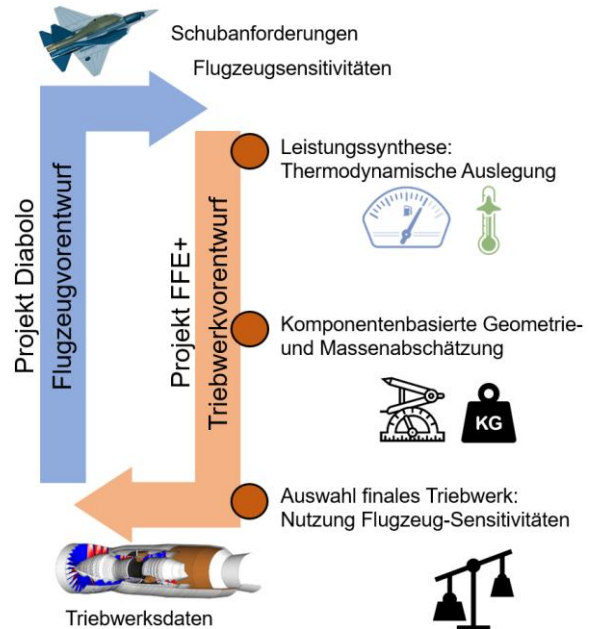 Schubanforderungen
Flugzeugsensitivitäten
Projekt Diabolo
Flugzeugvorentwurf
Projekt FFE+
Triebwerkvorentwurf
Leistungssynthese:
Thermodynamische Auslegung
Komponentenbasierte Geometrie-
und Massenabschätzung
KG
Auswahl finales Triebwerk:
Nutzung Flugzeug-Sensitivitäten
Triebwerksdaten